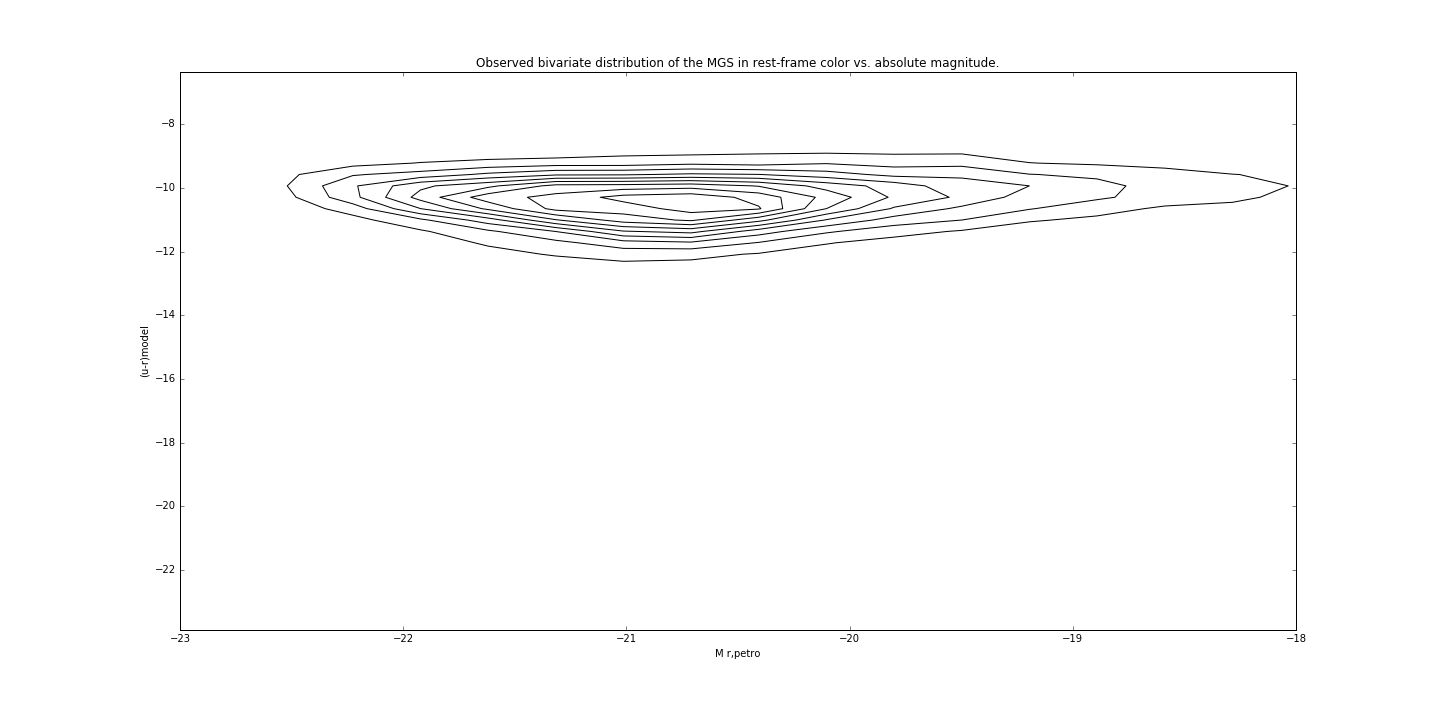 Observed bivariate distribution of the MGS in rest-frame color vs. absolute magnitude.
−8
−10
−12
−14
−16
−18
−20
−22
(u-r)model
−23 −22 −21 −20 −19 −18
M r,petro